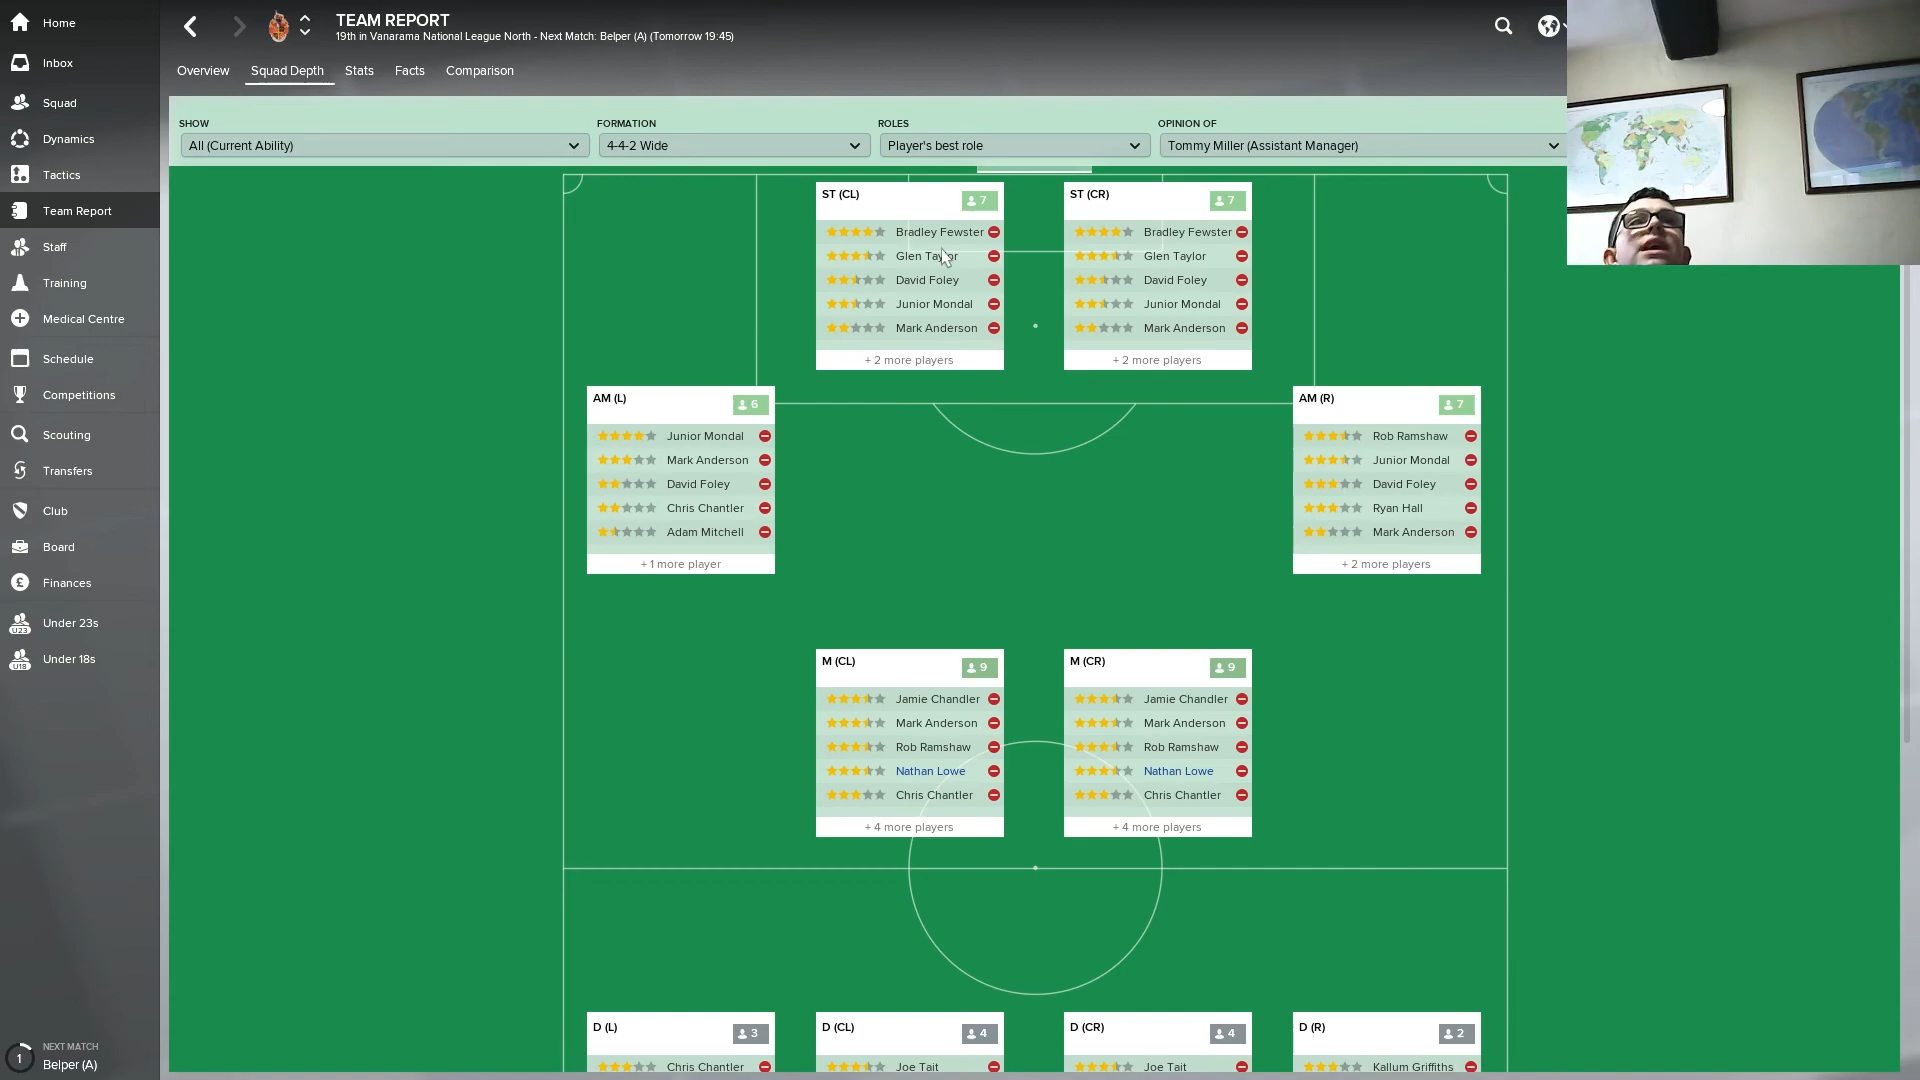 Home
Inbox
Squad
Dynamics
Tactics
Team Report
Staff
Training
Medical Centre
Schedule
Competitions
Scouting
Transfers
Club
Board
Finances
U23
Under 23s
U18
Under 18s
1
NEXT MATCH
Belper (A)
TEAM REPORT
19th in Vanarama National League North - Next Match: Belper (A) (Tomorrow 19:45)
Overview Squad Depth Stats Facts Comparison
SHOW FORMATION ROLES OPINION OF
All (Current Ability) 4-4-2 Wide Player's best role Tommy Miller (Assistant Manager)
ST (CL) 7
Bradley Fewster
Glen Taylor
David Foley
Junior Mondal
Mark Anderson
+ 2 more players
ST (CR) 7
Bradley Fewster
Glen Taylor
David Foley
Junior Mondal
Mark Anderson
+ 2 more players
AM (L) 6
Junior Mondal
Mark Anderson
David Foley
Chris Chantler
Adam Mitchell
+ 1 more player
AM (R) 7
Rob Ramshaw
Junior Mondal
David Foley
Ryan Hall
Mark Anderson
+ 2 more players
M (CL) 9
Jamie Chandler
Mark Anderson
Rob Ramshaw
Nathan Lowe
Chris Chantler
+ 4 more players
M (CR) 9
Jamie Chandler
Mark Anderson
Rob Ramshaw
Nathan Lowe
Chris Chantler
+ 4 more players
D (L) 3
Chris Chantler
D (CL) 4
Joe Tait
D (CR) 4
Joe Tait
D (R) 2
Kallum Griffiths